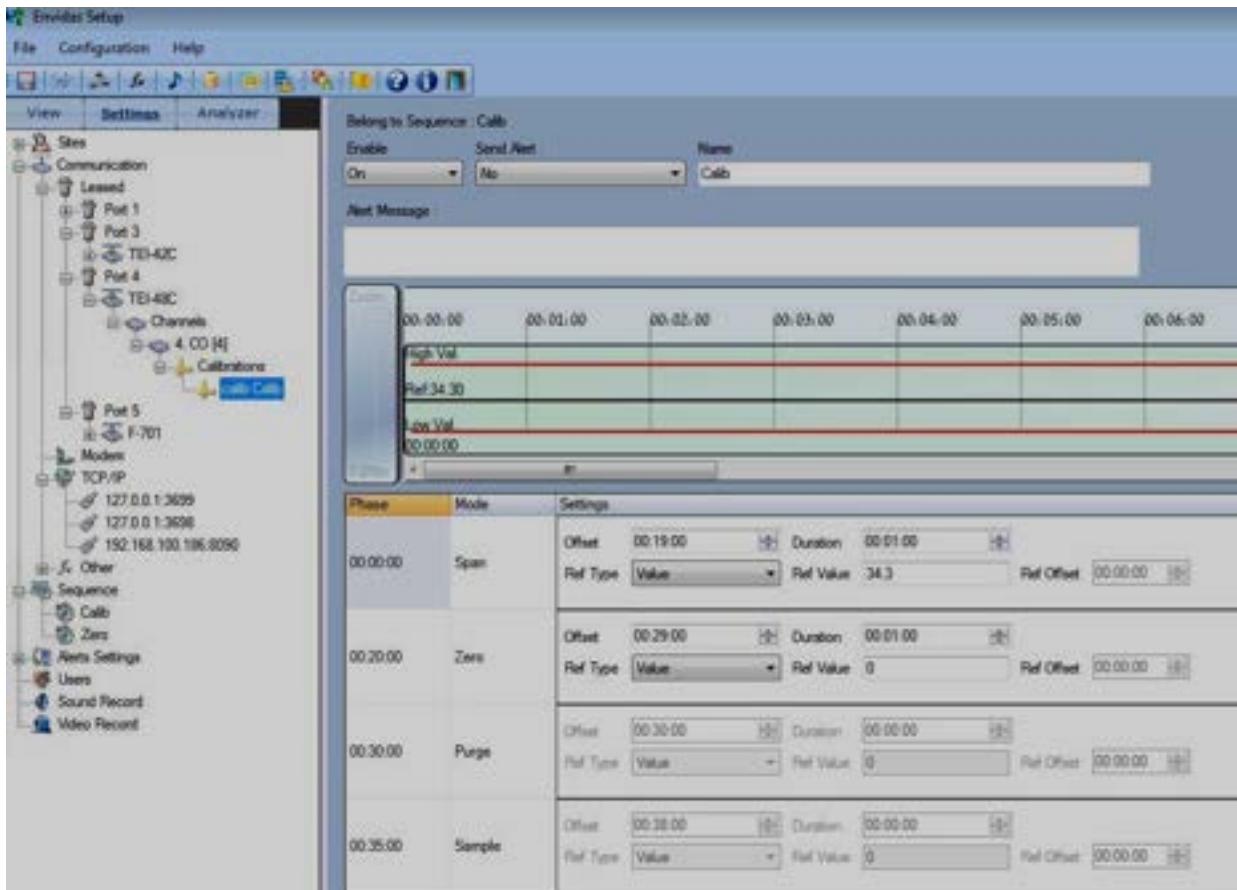 Envidas Setup
File Configuration Help
View Settings Analyzer
Sites
Communication
Leased
Port 1
Port 3
TEI-42C
Port 4
TEI-48C
Channels
4. CO [4]
Calibrations
calib Calib
Port 5
F-701
Modem
TCP/IP
127.0.0.1:3699
127.0.0.1:3698
192.168.100.186:8090
Other
Sequence
Calib
Zero
Alerts Settings
Users
Sound Record
Video Record
Belong to Sequence : Calib
Enable Send Alert Name
On No Calib
Alert Message :
Zoom
00:00:00 00:01:00 00:02:00 00:03:00 00:04:00 00:05:00 00:06:00
High Val
Ref:34.30
Low Val
00:00:00
Phase Mode Settings
00:00:00 Span
Offset 00:19:00 Duration 00:01:00
Ref Type Value Ref Value 34.3 Ref Offset 00:00:00
00:20:00 Zero
Offset 00:29:00 Duration 00:01:00
Ref Type Value Ref Value 0 Ref Offset 00:00:00
00:30:00 Purge
Offset 00:30:00 Duration 00:00:00
Ref Type Value Ref Value 0 Ref Offset 00:00:00
00:35:00 Sample
Offset 00:38:00 Duration 00:00:00
Ref Type Value Ref Value 0 Ref Offset 00:00:00